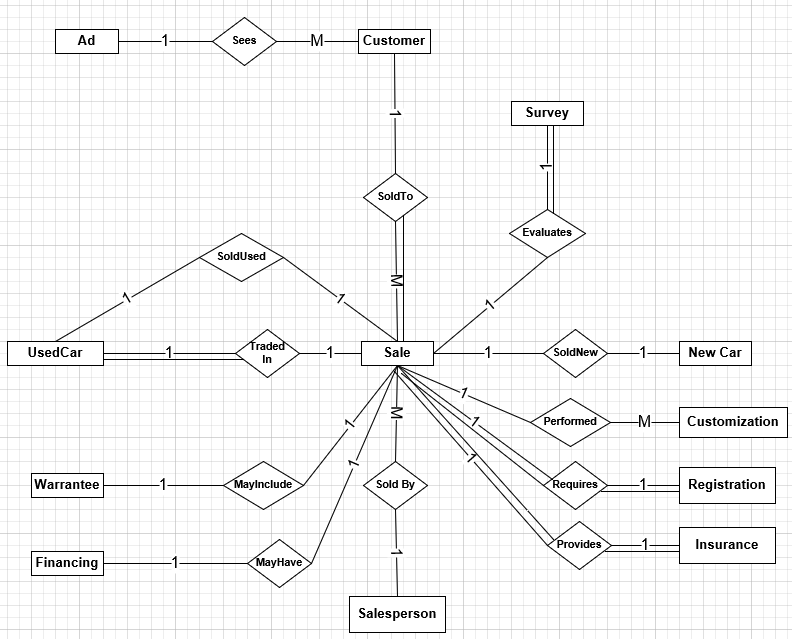 Ad
1
Sees
M
Customer
1
Survey
1
SoldTo
Evaluates
SoldUsed
1
1
M
1
UsedCar
1
Traded
In
1
Sale
1
SoldNew
1
New Car
1
M
1
1
Performed
M
Customization
1
1
1
Warrantee
1
MayInclude
Sold By
Requires
1
Registration
Financing
1
MayHave
1
Provides
1
Insurance
Salesperson